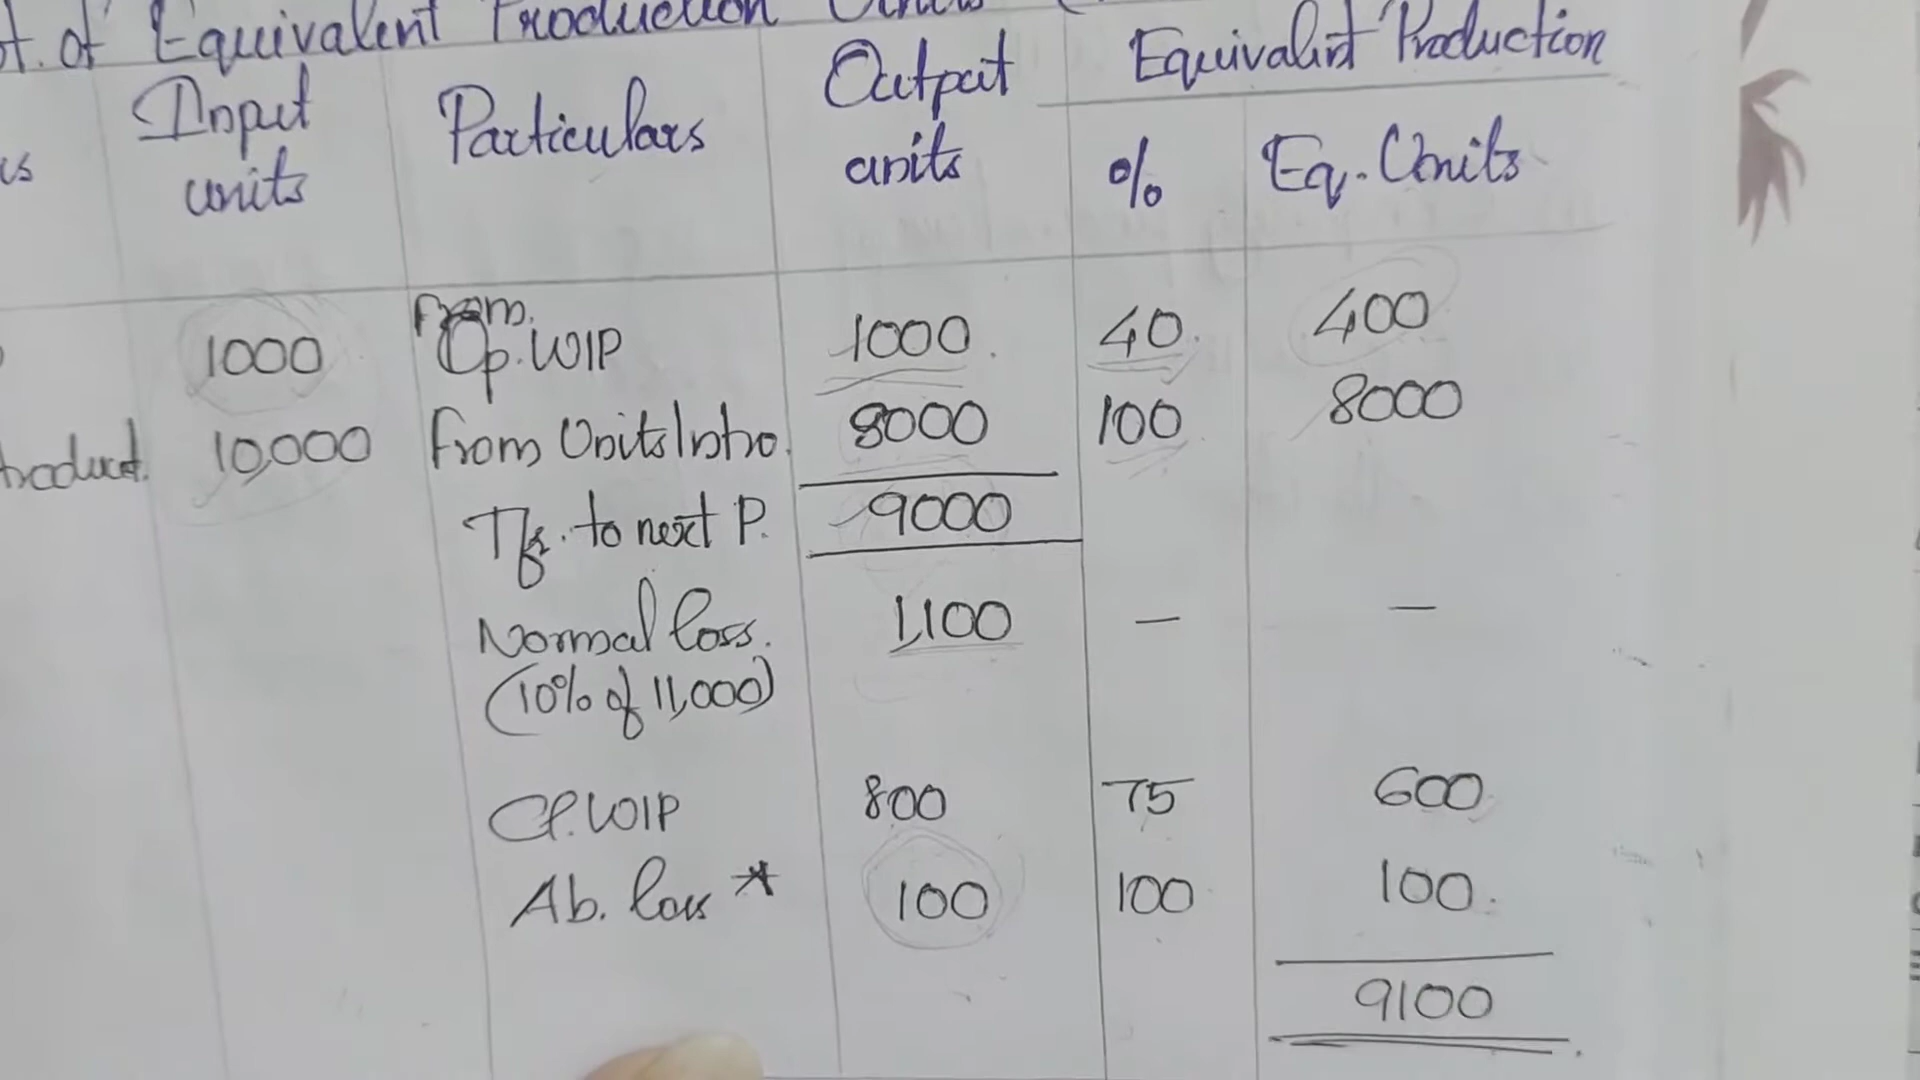 of Equivalent Production
Input units
Particulars
Output units
Equivalent Production
%
Eq. Units
1000 From Op. WIP 1000 40 400
10,000 From Units Intro. 8000 100 8000
Tfr. to next P. 9000
Normal loss. 1,100 — —
(10% of 11,000)
Cl. WIP 800 75 600
Ab. loss * 100 100 100
9100